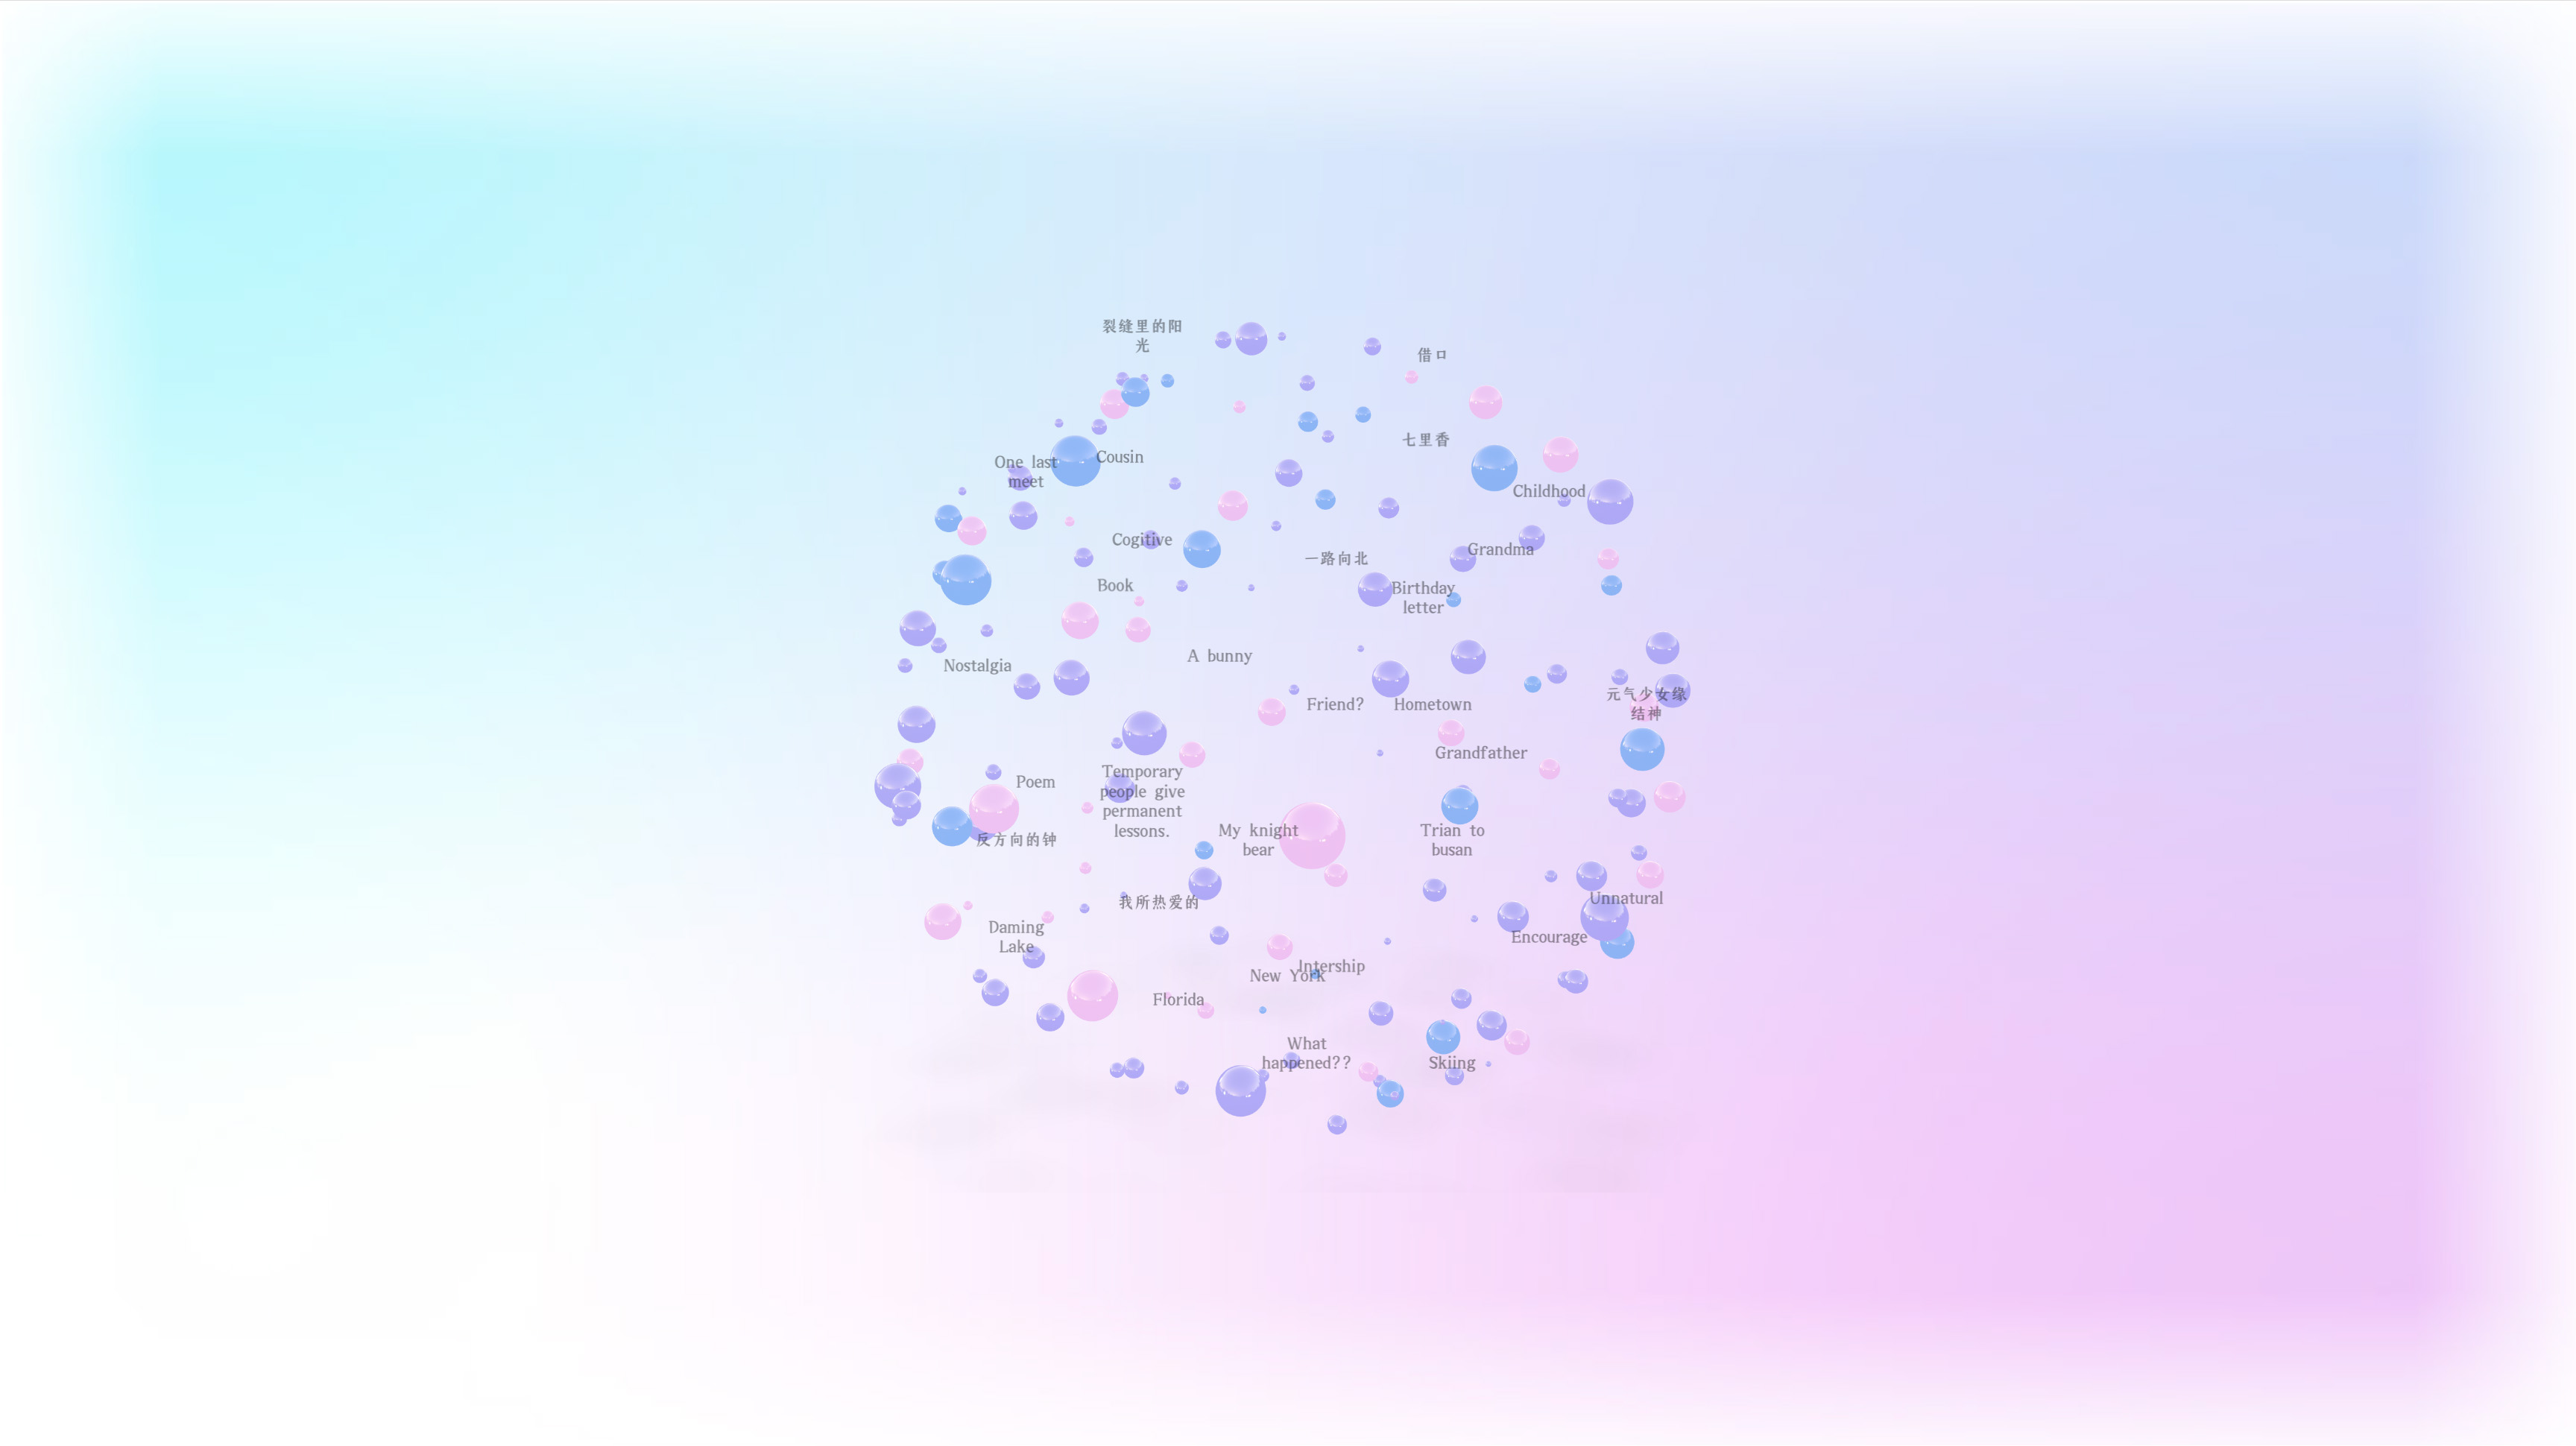 裂缝里的阳
光
借口
七里香
One last
meet
Cousin
Childhood
Cogitive
Grandma
一路向北
Book
Birthday
letter
A bunny
Nostalgia
Friend?
Hometown
元气少女缘
结神
Grandfather
Temporary
people give
permanent
lessons.
Poem
反方向的钟
My knight
bear
Trian to
busan
我所热爱的
Unnatural
Daming
Lake
Encourage
Intership
New York
Florida
What
happened??
Skiing